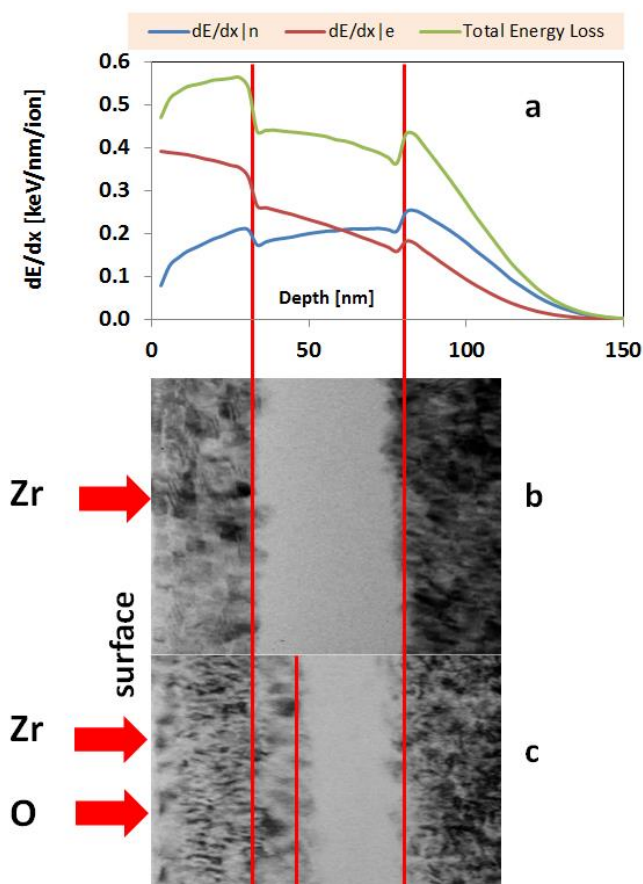 dE/dx|n dE/dx|e Total Energy Loss
0.6
0.5
0.4
0.3
0.2
0.1
0.0
dE/dx [keV/nm/ion]
a
Depth [nm]
0 50 100 150
Zr
b
surface
Zr
c
O